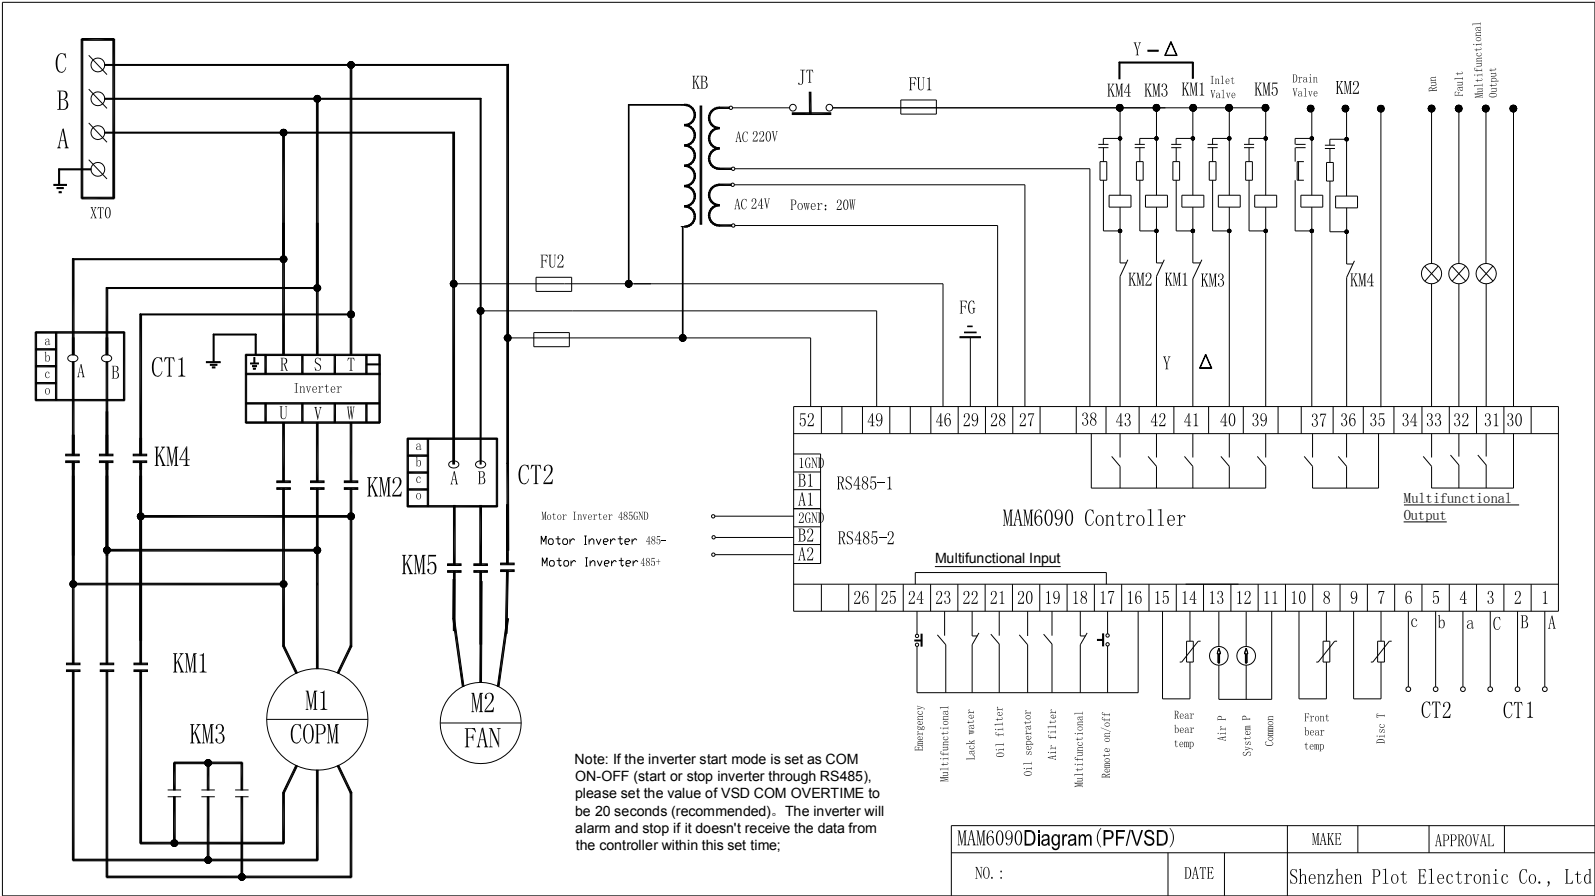 C
B
A
XTO
a
b
c
o
A
B
CT1
R S T
Inverter
U V W
KM4
KM2
KM1
KM3
M1
COPM
a
b
c
o
A
B
CT2
KM5
M2
FAN
FU2
KB
JT
FU1
AC 220V
AC 24V
Power: 20W
FG
Y — Δ
KM4 KM3 KM1
Inlet
Valve
KM5
Drain
Valve
KM2
Run
Fault
Multifunctional
Output
KM2 KM1 KM3
KM4
Y Δ
52 49 46 29 28 27 38 43 42 41 40 39 37 36 35 34 33 32 31 30
1GND
B1
A1
RS485-1
2GND
B2
A2
RS485-2
Motor Inverter 485GND
Motor Inverter 485-
Motor Inverter 485+
MAM6090 Controller
Multifunctional
Output
Multifunctional Input
26 25 24 23 22 21 20 19 18 17 16 15 14 13 12 11 10 8 9 7 6 5 4 3 2 1
c b a C B A
Emergency
Multifunctional
Lack water
Oil filter
Oil seperator
Air filter
Multifunctional
Remote on/off
Rear
bear
temp
Air P
System P
Common
Front
bear
temp
Disc T
CT2
CT1
Note: If the inverter start mode is set as COM
ON-OFF (start or stop inverter through RS485),
please set the value of VSD COM OVERTIME to
be 20 seconds (recommended)。The inverter will
alarm and stop if it doesn't receive the data from
the controller within this set time;
MAM6090Diagram(PF/VSD)
MAKE
APPROVAL
NO.:
DATE
Shenzhen Plot Electronic Co., Ltd